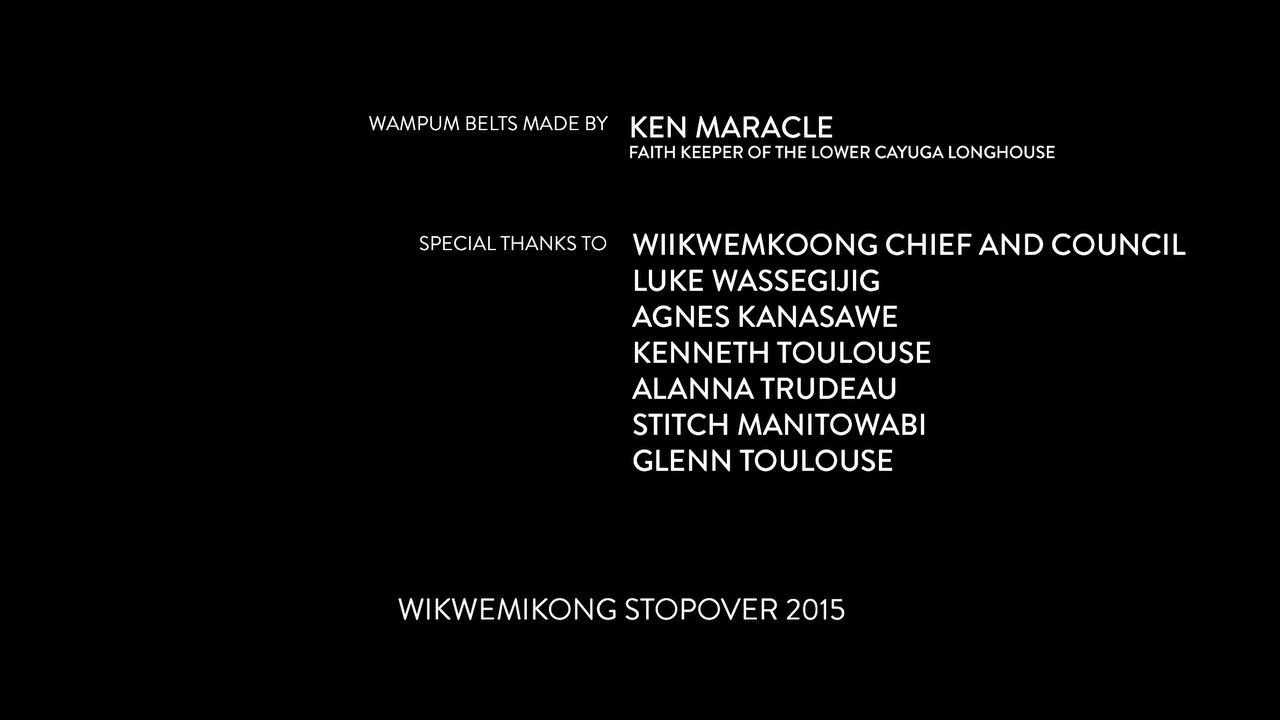 WAMPUM BELTS MADE BY KEN MARACLE
FAITH KEEPER OF THE LOWER CAYUGA LONGHOUSE
SPECIAL THANKS TO WIIKWEMKOONG CHIEF AND COUNCIL
LUKE WASSEGIJIG
AGNES KANASAWE
KENNETH TOULOUSE
ALANNA TRUDEAU
STITCH MANITOWABI
GLENN TOULOUSE
WIKWEMIKONG STOPOVER 2015